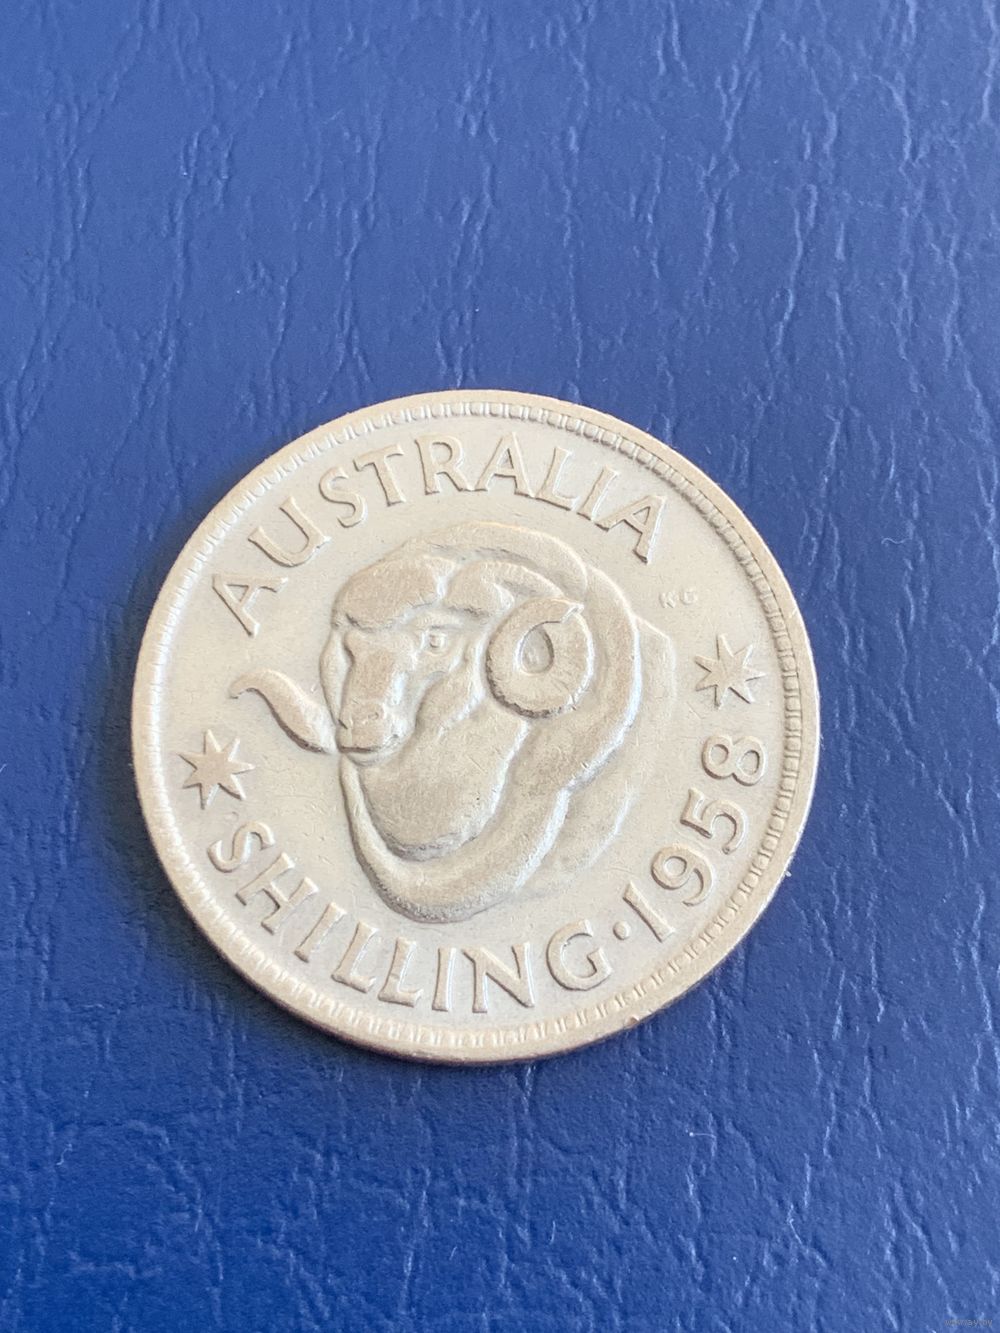 AUSTRALIA
KG
SHILLING · 1958